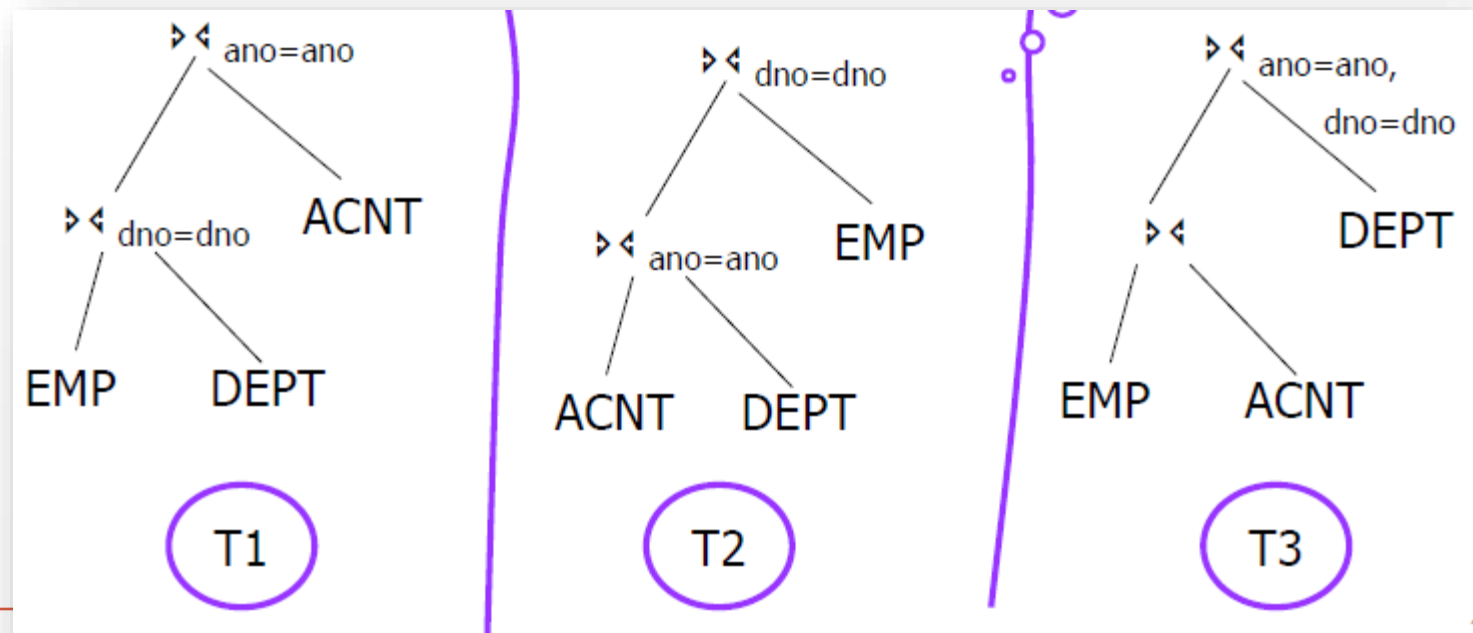 ⋈ ano=ano
⋈ dno=dno
ACNT
EMP DEPT
T1
⋈ dno=dno
⋈ ano=ano
EMP
ACNT DEPT
T2
⋈ ano=ano,
dno=dno
⋈
DEPT
EMP ACNT
T3